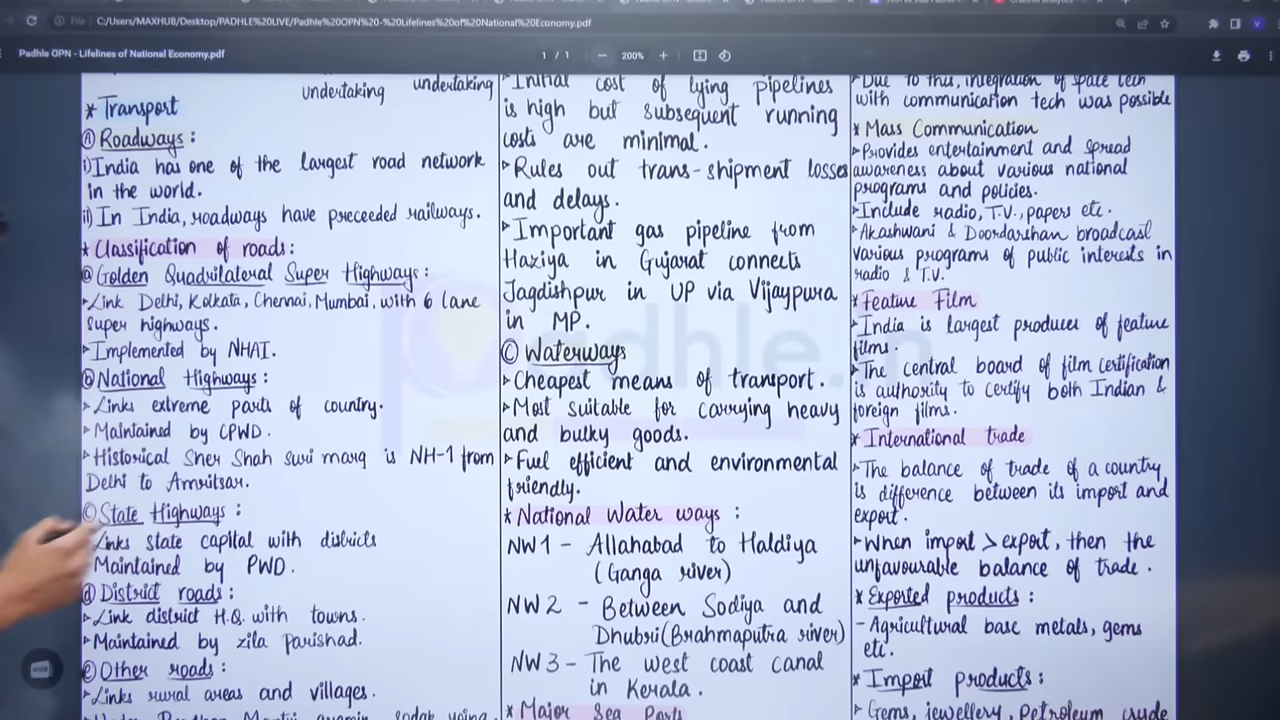 File
C:/Users/MAXHUB/Desktop/PADHLE%20LIVE/Padhle%20OPN%20-%20Lifelines%20of%20National%20Economy.pdf
Padhle OPN - Lifelines of National Economy.pdf
1 / 1
200%
undertaking
undertaking
* Transport
Ⓐ Roadways :
i) India has one of the largest road network
in the world.
ii) In India, roadways have preceeded railways.
* Classification of roads :
ⓐ Golden Quadrilateral Super Highways :
▹ Link Delhi, Kolkata, Chennai, Mumbai, with 6 lane
super highways.
▹ Implemented by NHAI.
ⓑ National Highways :
▹ Links extreme parts of country.
▹ Maintained by CPWD.
▹ Historical Sher Shah suri marg is NH-1 from
Delhi to Amritsar.
ⓒ State Highways :
Links state capital with districts
Maintained by PWD.
ⓓ District roads :
▹ Link district H.Q. with towns.
▹ Maintained by zila parishad.
ⓔ Other roads :
▹ Links rural areas and villages.
▹ Initial cost of lying pipelines
is high but subsequent running
costs are minimal.
▹ Rules out trans-shipment losses
and delays.
▹ Important gas pipeline from
Haziya in Gujarat connects
Jagdishpur in UP via Vijaypura
in MP.
Ⓒ Waterways
▹ Cheapest means of transport.
▹ Most suitable for carrying heavy
and bulky goods.
▹ Fuel efficient and environmental
friendly.
* National Water ways :
NW1 - Allahabad to Haldiya
(Ganga river)
NW2 - Between Sodiya and
Dhubri (Brahmaputra river)
NW3 - The west coast canal
in Kerala.
* Major Sea Ports
▹ Due to this, integration of space tech
with communication tech was possible
* Mass Communication
▹ Provides entertainment and spread
awareness about various national
programs and policies.
▹ Include radio, T.V., papers etc.
▹ Akashwani & Doordarshan broadcast
various programs of public interests in
radio & T.V.
* Feature Film
▹ India is largest producer of feature
films.
▹ The central board of film certification
is authority to certify both Indian &
foreign films.
* International trade
▹ The balance of trade of a country
is difference between its import and
export.
▹ When import > export, then the
unfavourable balance of trade.
* Exported products :
- Agricultural base metals, gems
etc.
* Import products :
▹ Gems, jewellery, Petroleum crude
padhle.in